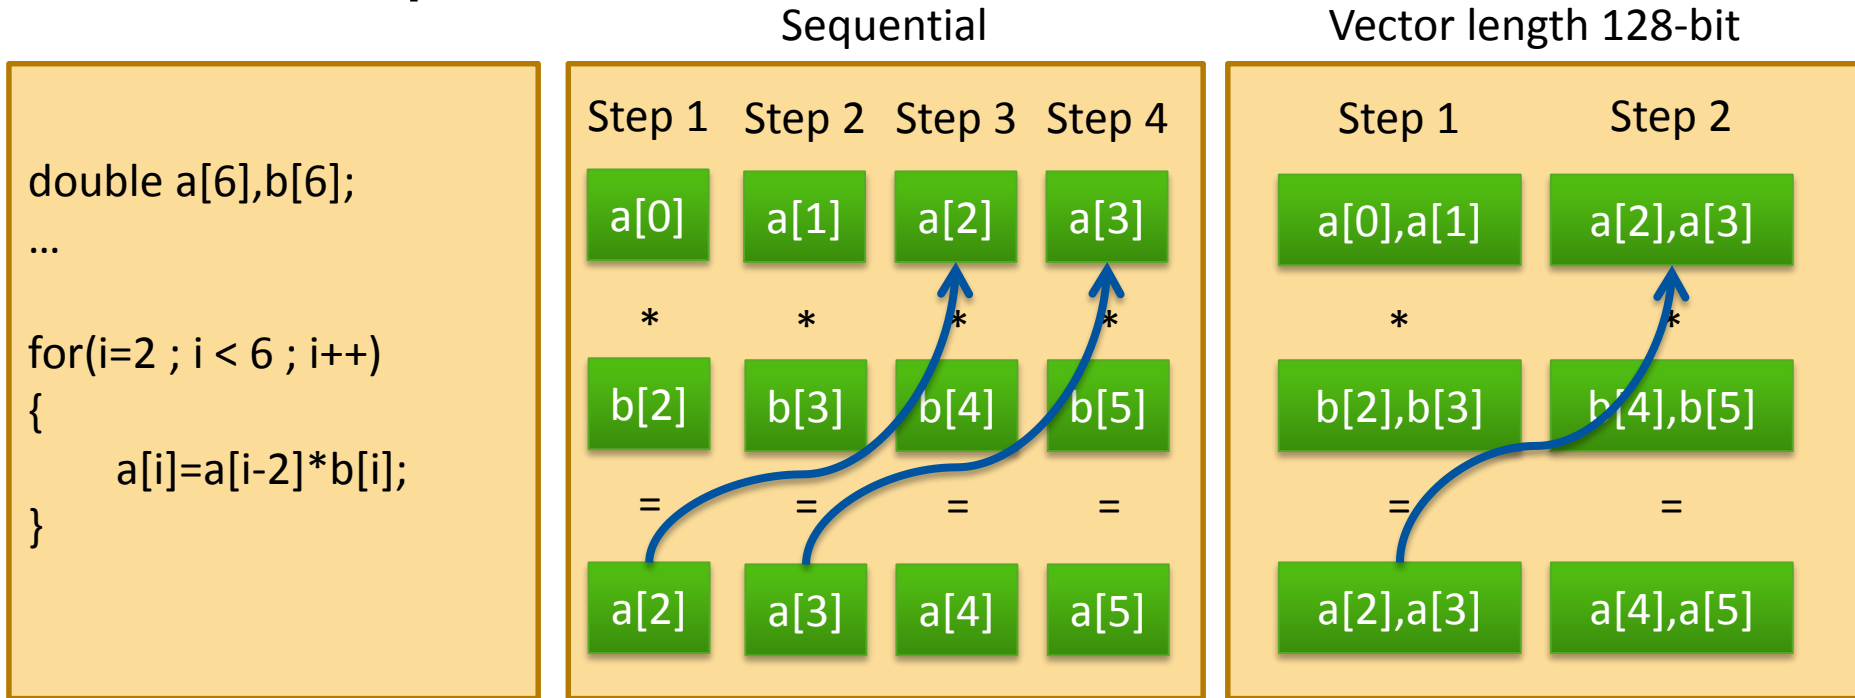 Sequential
Vector length 128-bit
double a[6],b[6];
…
for(i=2 ; i < 6 ; i++)
{
a[i]=a[i-2]*b[i];
}
Step 1 Step 2 Step 3 Step 4
a[0] a[1] a[2] a[3]
* * * *
b[2] b[3] b[4] b[5]
= = = =
a[2] a[3] a[4] a[5]
Step 1 Step 2
a[0],a[1] a[2],a[3]
* *
b[2],b[3] b[4],b[5]
= =
a[2],a[3] a[4],a[5]